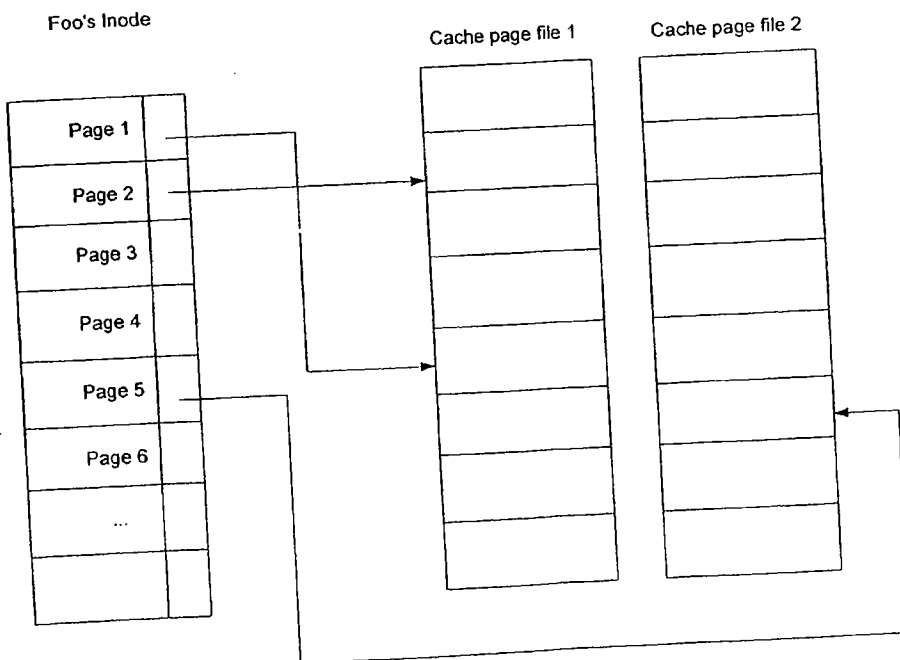 Foo's Inode
Cache page file 1
Cache page file 2
Page 1
Page 2
Page 3
Page 4
Page 5
Page 6
...